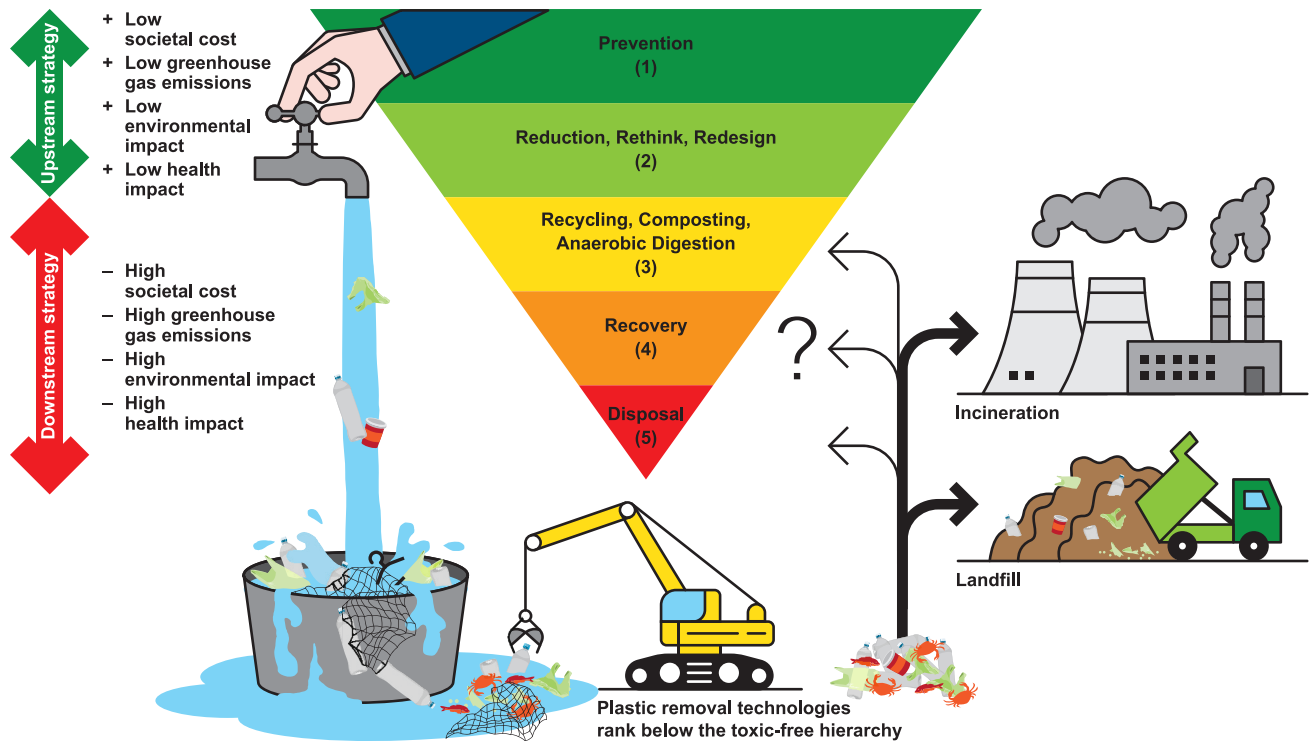 Upstream strategy
+ Low
societal cost
+ Low greenhouse
gas emissions
+ Low
environmental
impact
+ Low health
impact
Downstream strategy
– High
societal cost
– High greenhouse
gas emissions
– High
environmental impact
– High
health impact
Prevention
(1)
Reduction, Rethink, Redesign
(2)
Recycling, Composting,
Anaerobic Digestion
(3)
Recovery
(4)
Disposal
(5)
?
Incineration
Landfill
Plastic removal technologies
rank below the toxic-free hierarchy